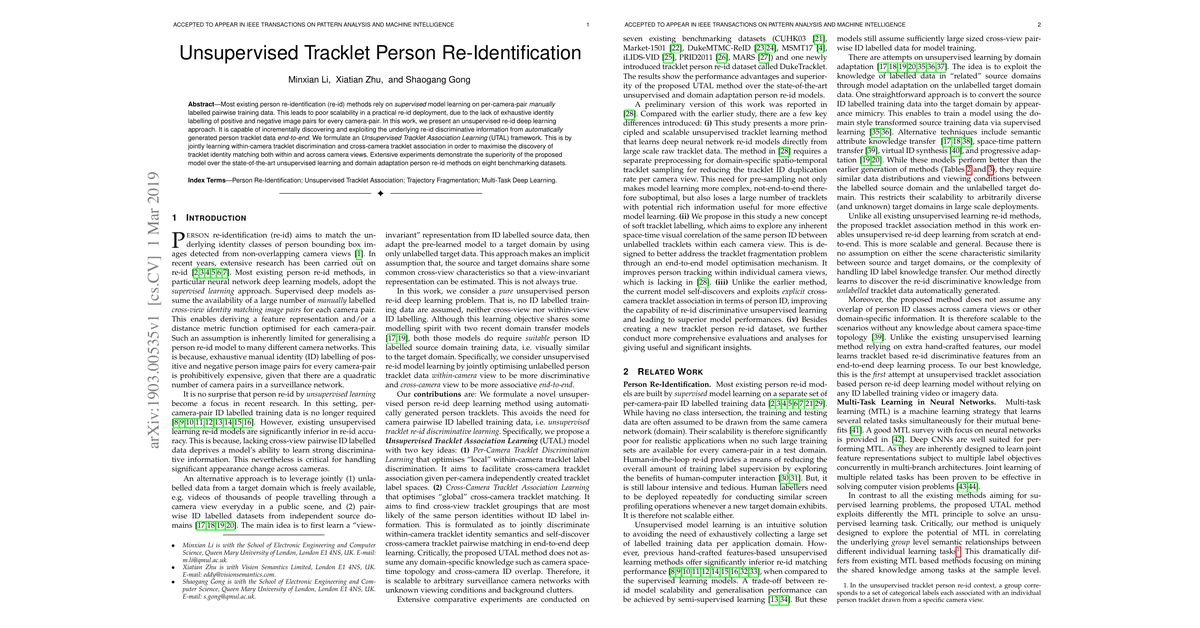 ACCEPTED TO APPEAR IN IEEE TRANSACTIONS ON PATTERN ANALYSIS AND MACHINE INTELLIGENCE 1
Unsupervised Tracklet Person Re-Identification
Minxian Li, Xiatian Zhu, and Shaogang Gong
Abstract—Most existing person re-identification (re-id) methods rely on supervised model learning on per-camera-pair manually
labelled pairwise training data. This leads to poor scalability in a practical re-id deployment, due to the lack of exhaustive identity
labelling of positive and negative image pairs for every camera-pair. In this work, we present an unsupervised re-id deep learning
approach. It is capable of incrementally discovering and exploiting the underlying re-id discriminative information from automatically
generated person tracklet data end-to-end. We formulate an Unsupervised Tracklet Association Learning (UTAL) framework. This is by
jointly learning within-camera tracklet discrimination and cross-camera tracklet association in order to maximise the discovery of
tracklet identity matching both within and across camera views. Extensive experiments demonstrate the superiority of the proposed
model over the state-of-the-art unsupervised learning and domain adaptation person re-id methods on eight benchmarking datasets.
Index Terms—Person Re-Identification; Unsupervised Tracklet Association; Trajectory Fragmentation; Multi-Task Deep Learning.
arXiv:1903.00535v1 [cs.CV] 1 Mar 2019
1 INTRODUCTION
PERSON re-identification (re-id) aims to match the un-
derlying identity classes of person bounding box im-
ages detected from non-overlapping camera views [1]. In
recent years, extensive research has been carried out on
re-id [2,3,4,5,6,7]. Most existing person re-id methods, in
particular neural network deep learning models, adopt the
supervised learning approach. Supervised deep models as-
sume the availability of a large number of manually labelled
cross-view identity matching image pairs for each camera pair.
This enables deriving a feature representation and/or a
distance metric function optimised for each camera-pair.
Such an assumption is inherently limited for generalising a
person re-id model to many different camera networks. This
is because, exhaustive manual identity (ID) labelling of pos-
itive and negative person image pairs for every camera-pair
is prohibitively expensive, given that there are a quadratic
number of camera pairs in a surveillance network.
It is no surprise that person re-id by unsupervised learning
become a focus of recent research. In this setting, per-
camera-pair ID labelled training data is no longer required
[8,9,10,11,12,13,14,15,16]. However, existing unsupervised
learning re-id models are significantly inferior in re-id accu-
racy. This is because, lacking cross-view pairwise ID labelled
data deprives a model's ability to learn strong discrimina-
tive information. This nevertheless is critical for handling
significant appearance change across cameras.
An alternative approach is to leverage jointly (1) unla-
belled data from a target domain which is freely available,
e.g. videos of thousands of people travelling through a
camera view everyday in a public scene, and (2) pair-
wise ID labelled datasets from independent source do-
mains [17,18,19,20]. The main idea is to first learn a "view-
• Minxian Li is with the School of Electronic Engineering and Computer
Science, Queen Mary University of London, London E1 4NS, UK. E-mail:
m.li@qmul.ac.uk.
• Xiatian Zhu is with Vision Semantics Limited, London E1 4NS,
UK. E-mail: eddy@visionsemantics.com.
• Shaogang Gong is with School of Electronic Engineering and Com-
puter Science, Queen Mary University of London, London E1 4NS, UK.
E-mail: s.gong@qmul.ac.uk.
invariant" representation from ID labelled source data, then
adapt the pre-learned model to a target domain by using
only unlabelled target data. This approach makes an implicit
assumption that, the source and target domains share some
common cross-view characteristics so that a view-invariant
representation can be estimated. This is not always true.
In this work, we consider a pure unsupervised person
re-id deep learning problem. That is, no ID labelled train-
ing data are assumed, neither cross-view nor within-view
ID labelling. Although this learning objective shares some
modelling spirit with two recent domain transfer models
[17,19], both those models do require suitable person ID
labelled source domain training data, i.e. visually similar
to the target domain. Specifically, we consider unsupervised
re-id model learning by jointly optimising unlabelled person
tracklet data within-camera view to be more discriminative
and cross-camera view to be more associative end-to-end.
Our contributions are: We formulate a novel unsuper-
vised person re-id deep learning method using automati-
cally generated person tracklets. This avoids the need for
camera pairwise ID labelled training data, i.e. unsupervised
tracklet re-id discriminative learning. Specifically, we propose a
Unsupervised Tracklet Association Learning (UTAL) model
with two key ideas: (1) Per-Camera Tracklet Discrimination
Learning that optimises "local" within-camera tracklet label
discrimination. It aims to facilitate cross-camera tracklet
association given per-camera independently created tracklet
label spaces. (2) Cross-Camera Tracklet Association Learning
that optimises "global" cross-camera tracklet matching. It
aims to find cross-view tracklet groupings that are most
likely of the same person identities without ID label in-
formation. This is formulated as to jointly discriminate
within-camera tracklet identity semantics and self-discover
cross-camera tracklet pairwise matching in end-to-end deep
learning. Critically, the proposed UTAL method does not as-
sume any domain-specific knowledge such as camera space-
time topology and cross-camera ID overlap. Therefore, it
is scalable to arbitrary surveillance camera networks with
unknown viewing conditions and background clutters.
Extensive comparative experiments are conducted on
ACCEPTED TO APPEAR IN IEEE TRANSACTIONS ON PATTERN ANALYSIS AND MACHINE INTELLIGENCE 2
seven existing benchmarking datasets (CUHK03 [21],
Market-1501 [22], DukeMTMC-ReID [23,24], MSMT17 [4],
iLIDS-VID [25], PRID2011 [26], MARS [27]) and one newly
introduced tracklet person re-id dataset called DukeTracklet.
The results show the performance advantages and superior-
ity of the proposed UTAL method over the state-of-the-art
unsupervised and domain adaptation person re-id models.
A preliminary version of this work was reported in
[28]. Compared with the earlier study, there are a few key
differences introduced: (i) This study presents a more prin-
cipled and scalable unsupervised tracklet learning method
that learns deep neural network re-id models directly from
large scale raw tracklet data. The method in [28] requires a
separate preprocessing for domain-specific spatio-temporal
tracklet sampling for reducing the tracklet ID duplication
rate per camera view. This need for pre-sampling not only
makes model learning more complex, not-end-to-end there-
fore suboptimal, but also loses a large number of tracklets
with potential rich information useful for more effective
model learning. (ii) We propose in this study a new concept
of soft tracklet labelling, which aims to explore any inherent
space-time visual correlation of the same person ID between
unlabelled tracklets within each camera view. This is de-
signed to better address the tracklet fragmentation problem
through an end-to-end model optimisation mechanism. It
improves person tracking within individual camera views,
which is lacking in [28]. (iii) Unlike the earlier method,
the current model self-discovers and exploits explicit cross-
camera tracklet association in terms of person ID, improving
the capability of re-id discriminative unsupervised learning
and leading to superior model performances. (iv) Besides
creating a new tracklet person re-id dataset, we further
conduct more comprehensive evaluations and analyses for
giving useful and significant insights.
2 RELATED WORK
Person Re-Identification. Most existing person re-id mod-
els are built by supervised model learning on a separate set of
per-camera-pair ID labelled training data [2,3,4,5,6,7,21,29].
While having no class intersection, the training and testing
data are often assumed to be drawn from the same camera
network (domain). Their scalability is therefore significantly
poor for realistic applications when no such large training
sets are available for every camera-pair in a test domain.
Human-in-the-loop re-id provides a means of reducing the
overall amount of training label supervision by exploring
the benefits of human-computer interaction [30,31]. But, it
is still labour intensive and tedious. Human labellers need
to be deployed repeatedly for conducting similar screen
profiling operations whenever a new target domain exhibits.
It is therefore not scalable either.
Unsupervised model learning is an intuitive solution
to avoiding the need of exhaustively collecting a large set
of labelled training data per application domain. How-
ever, previous hand-crafted features-based unsupervised
learning methods offer significantly inferior re-id matching
performance [8,9,10,11,12,14,15,16,32,33], when compared to
the supervised learning models. A trade-off between re-
id model scalability and generalisation performance can
be achieved by semi-supervised learning [13,34]. But these
models still assume sufficiently large sized cross-view pair-
wise ID labelled data for model training.
There are attempts on unsupervised learning by domain
adaptation [17,18,19,20,35,36,37]. The idea is to exploit the
knowledge of labelled data in "related" source domains
through model adaptation on the unlabelled target domain
data. One straightforward approach is to convert the source
ID labelled training data into the target domain by appear-
ance mimicry. This enables to train a model using the do-
main style transformed source training data via supervised
learning [35,36]. Alternative techniques include semantic
attribute knowledge transfer [17,18,38], space-time pattern
transfer [39], virtual ID synthesis [40], and progressive adap-
tation [19,20]. While these models perform better than the
earlier generation of methods (Tables 2 and 3), they require
similar data distributions and viewing conditions between
the labelled source domain and the unlabelled target do-
main. This restricts their scalability to arbitrarily diverse
(and unknown) target domains in large scale deployments.
Unlike all existing unsupervised learning re-id methods,
the proposed tracklet association method in this work en-
ables unsupervised re-id deep learning from scratch at end-
to-end. This is more scalable and general. Because there is
no assumption on either the scene characteristic similarity
between source and target domains, or the complexity of
handling ID label knowledge transfer. Our method directly
learns to discover the re-id discriminative knowledge from
unlabelled tracklet data automatically generated.
Moreover, the proposed method does not assume any
overlap of person ID classes across camera views or other
domain-specific information. It is therefore scalable to the
scenarios without any knowledge about camera space-time
topology [39]. Unlike the existing unsupervised learning
method relying on extra hand-crafted features, our model
learns tracklet based re-id discriminative features from an
end-to-end deep learning process. To our best knowledge,
this is the first attempt at unsupervised tracklet association
based person re-id deep learning model without relying on
any ID labelled training video or imagery data.
Multi-Task Learning in Neural Networks. Multi-task
learning (MTL) is a machine learning strategy that learns
several related tasks simultaneously for their mutual bene-
fits [41]. A good MTL survey with focus on neural networks
is provided in [42]. Deep CNNs are well suited for per-
forming MTL. As they are inherently designed to learn joint
feature representations subject to multiple label objectives
concurrently in multi-branch architectures. Joint learning of
multiple related tasks has been proven to be effective in
solving computer vision problems [43,44].
In contrast to all the existing methods aiming for su-
pervised learning problems, the proposed UTAL method
exploits differently the MTL principle to solve an unsu-
pervised learning task. Critically, our method is uniquely
designed to explore the potential of MTL in correlating
the underlying group level semantic relationships between
different individual learning tasks1. This dramatically dif-
fers from existing MTL based methods focusing on mining
the shared knowledge among tasks at the sample level.
1. In the unsupervised tracklet person re-id context, a group corre-
sponds to a set of categorical labels each associated with an individual
person tracklet drawn from a specific camera view.